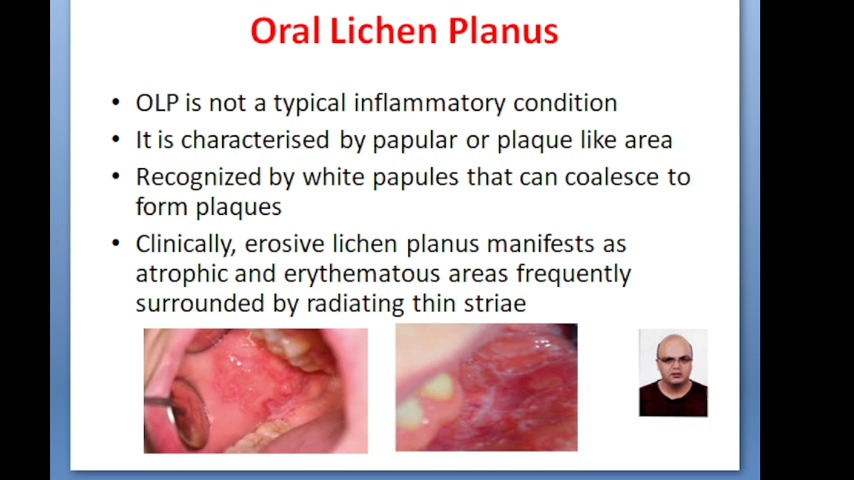 Oral Lichen Planus
• OLP is not a typical inflammatory condition
• It is characterised by papular or plaque like area
• Recognized by white papules that can coalesce to
form plaques
• Clinically, erosive lichen planus manifests as
atrophic and erythematous areas frequently
surrounded by radiating thin striae